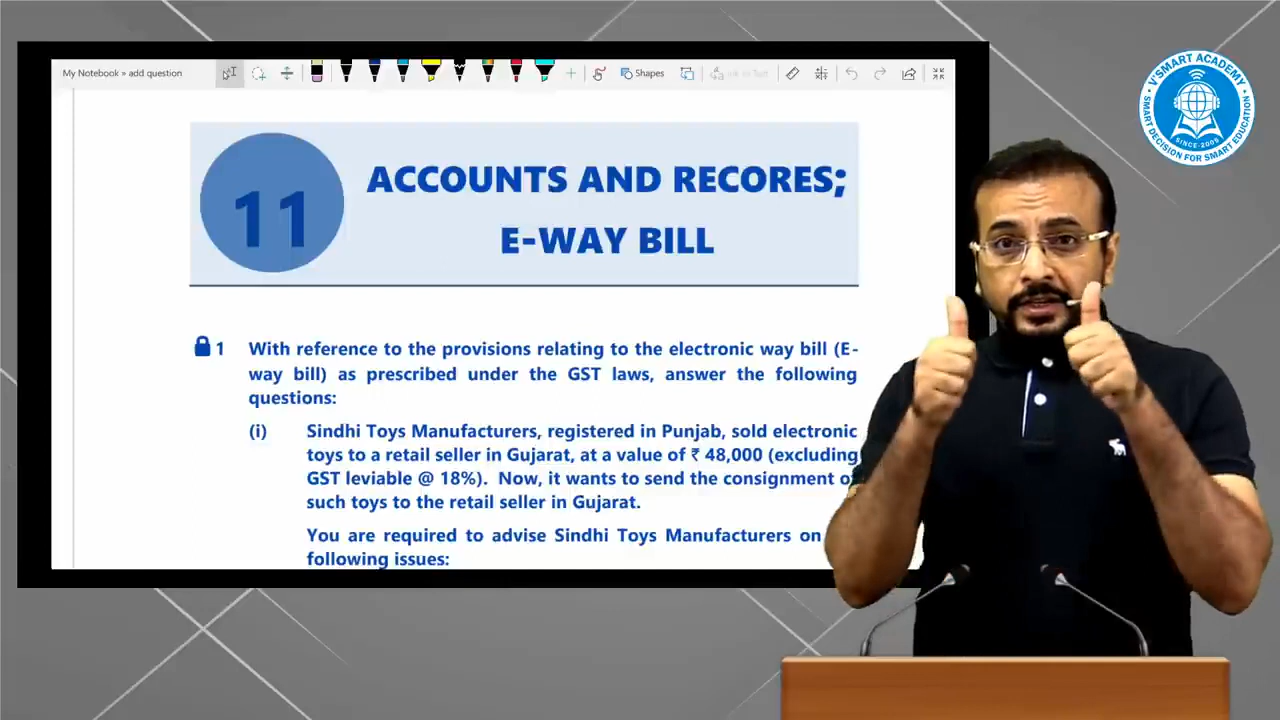 My Notebook » add question
Shapes
Ink to Text
V'SMART ACADEMY
SMART DECISION FOR SMART EDUCATION
11
ACCOUNTS AND RECORES;
E-WAY BILL
1 With reference to the provisions relating to the electronic way bill (E-
way bill) as prescribed under the GST laws, answer the following
questions:
(i) Sindhi Toys Manufacturers, registered in Punjab, sold electronic
toys to a retail seller in Gujarat, at a value of ₹ 48,000 (excluding
GST leviable @ 18%). Now, it wants to send the consignment of
such toys to the retail seller in Gujarat.
You are required to advise Sindhi Toys Manufacturers on
following issues: